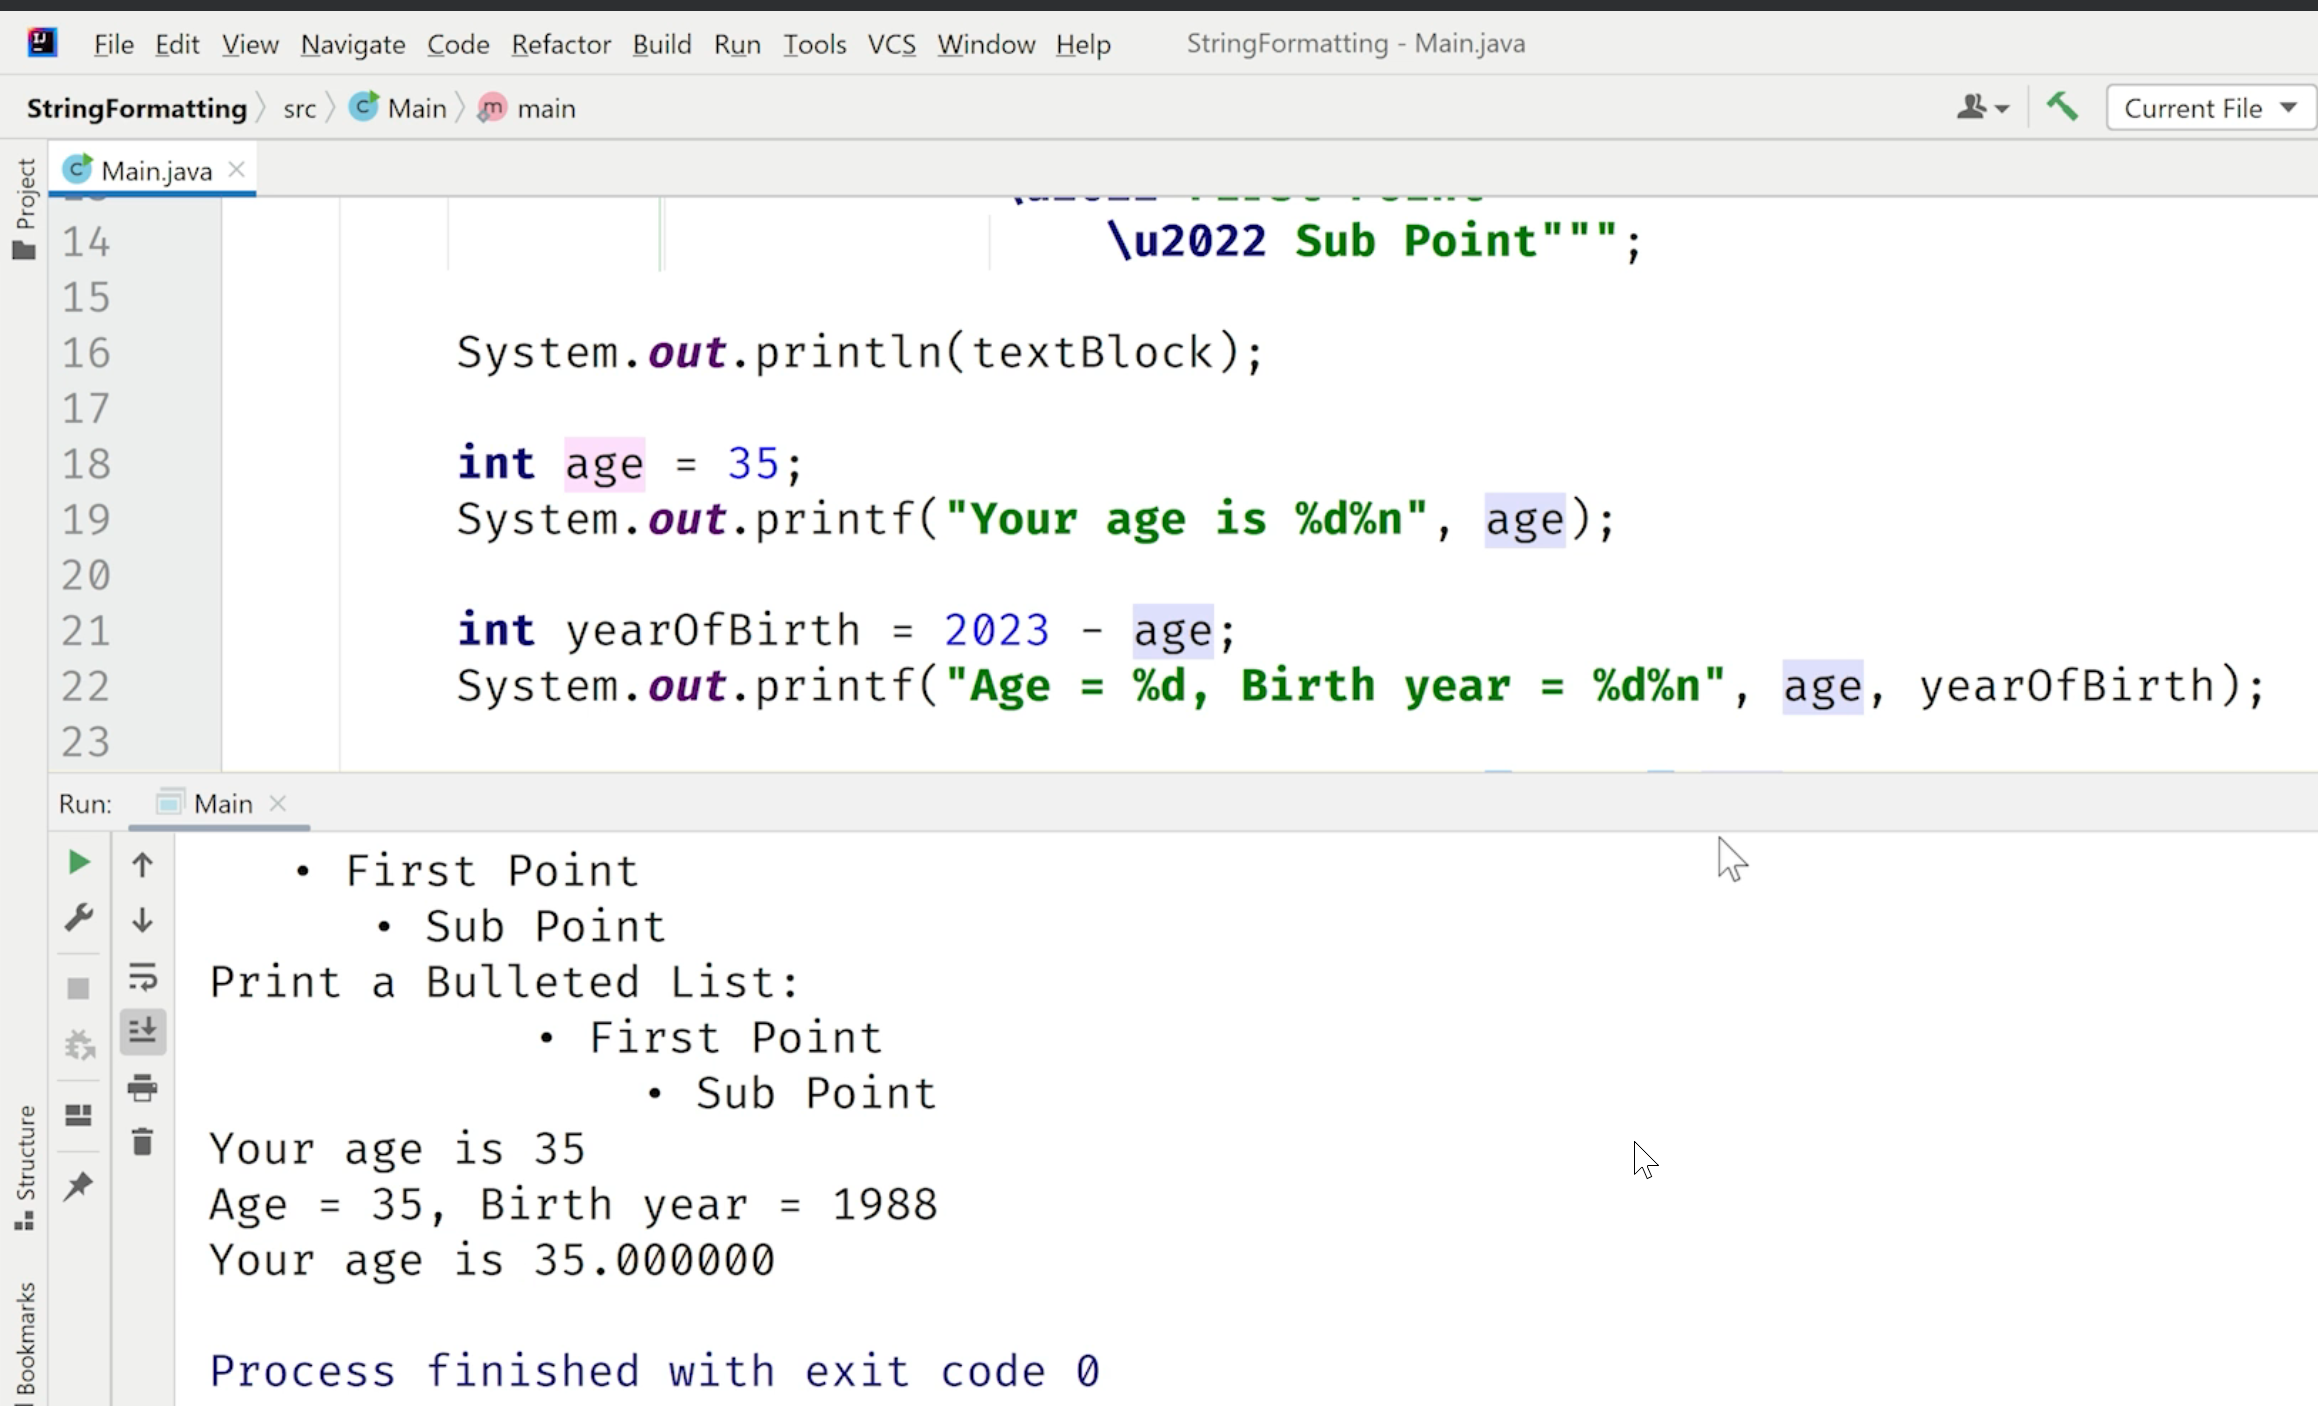 File Edit View Navigate Code Refactor Build Run Tools VCS Window Help StringFormatting - Main.java
StringFormatting src Main main Current File
Project
Main.java
14 \u2022 Sub Point""";
15
16 System.out.println(textBlock);
17
18 int age = 35;
19 System.out.printf("Your age is %d%n", age);
20
21 int yearOfBirth = 2023 - age;
22 System.out.printf("Age = %d, Birth year = %d%n", age, yearOfBirth);
23
Run: Main
• First Point
• Sub Point
Print a Bulleted List:
• First Point
• Sub Point
Your age is 35
Age = 35, Birth year = 1988
Your age is 35.000000
Process finished with exit code 0
Structure
Bookmarks